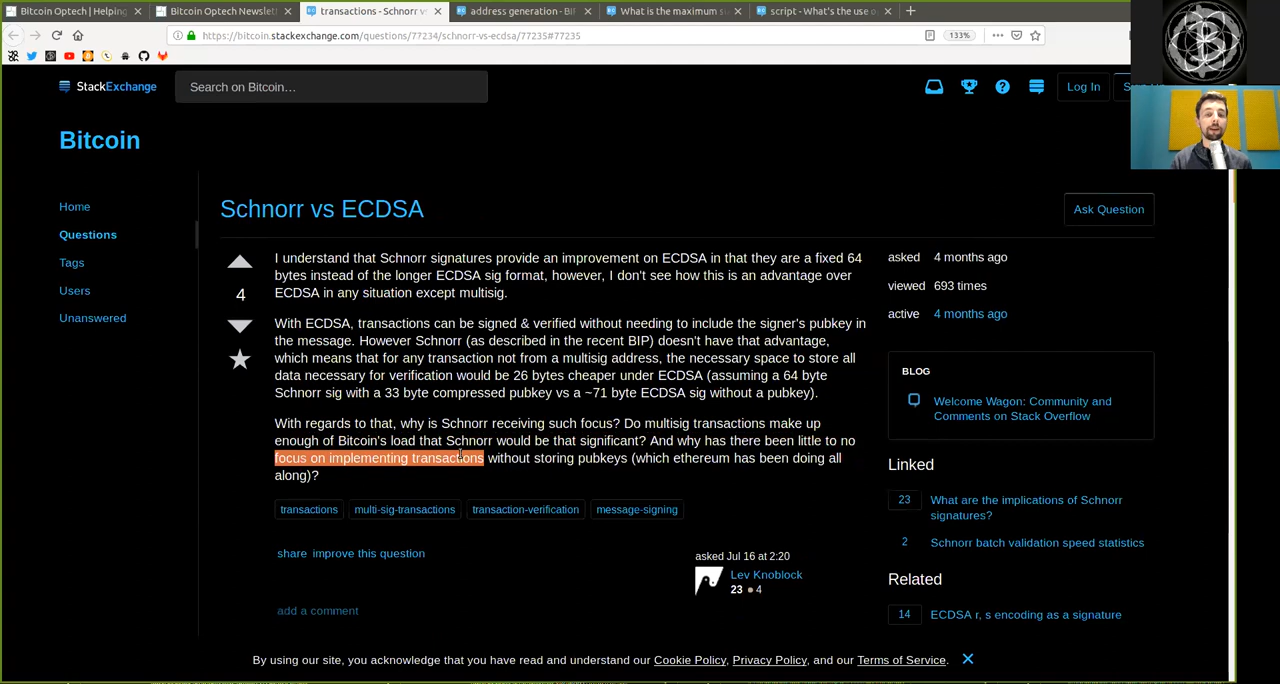 Bitcoin Optech | Helping
Bitcoin Optech Newslett
transactions - Schnorr vs
address generation - BIP
What is the maximum si
script - What's the use o
https://bitcoin.stackexchange.com/questions/77234/schnorr-vs-ecdsa/77235#77235
133%
StackExchange
Search on Bitcoin…
Log In
Bitcoin
Home
Questions
Tags
Users
Unanswered
Schnorr vs ECDSA
Ask Question
4
I understand that Schnorr signatures provide an improvement on ECDSA in that they are a fixed 64
bytes instead of the longer ECDSA sig format, however, I don't see how this is an advantage over
ECDSA in any situation except multisig.
With ECDSA, transactions can be signed & verified without needing to include the signer's pubkey in
the message. However Schnorr (as described in the recent BIP) doesn't have that advantage,
which means that for any transaction not from a multisig address, the necessary space to store all
data necessary for verification would be 26 bytes cheaper under ECDSA (assuming a 64 byte
Schnorr sig with a 33 byte compressed pubkey vs a ~71 byte ECDSA sig without a pubkey).
With regards to that, why is Schnorr receiving such focus? Do multisig transactions make up
enough of Bitcoin's load that Schnorr would be that significant? And why has there been little to no
focus on implementing transactions without storing pubkeys (which ethereum has been doing all
along)?
transactions
multi-sig-transactions
transaction-verification
message-signing
share improve this question
asked Jul 16 at 2:20
Lev Knoblock
23 4
add a comment
asked 4 months ago
viewed 693 times
active 4 months ago
BLOG
Welcome Wagon: Community and
Comments on Stack Overflow
Linked
23 What are the implications of Schnorr
signatures?
2 Schnorr batch validation speed statistics
Related
14 ECDSA r, s encoding as a signature
By using our site, you acknowledge that you have read and understand our Cookie Policy, Privacy Policy, and our Terms of Service.